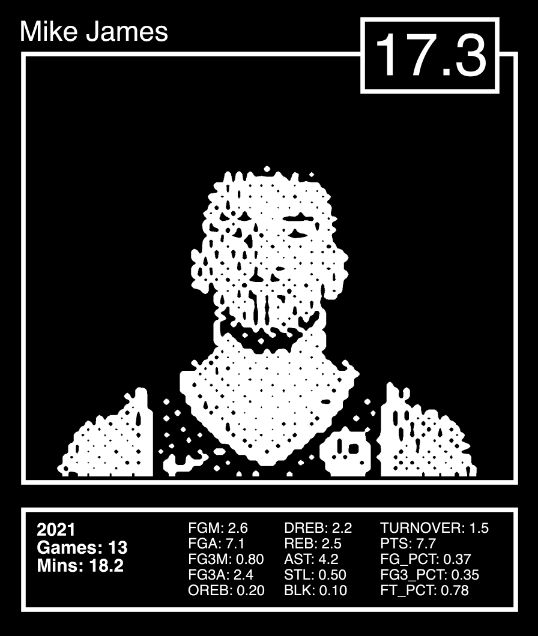 Mike James
17.3
2021
Games: 13
Mins: 18.2
FGM: 2.6
FGA: 7.1
FG3M: 0.80
FG3A: 2.4
OREB: 0.20
DREB: 2.2
REB: 2.5
AST: 4.2
STL: 0.50
BLK: 0.10
TURNOVER: 1.5
PTS: 7.7
FG_PCT: 0.37
FG3_PCT: 0.35
FT_PCT: 0.78